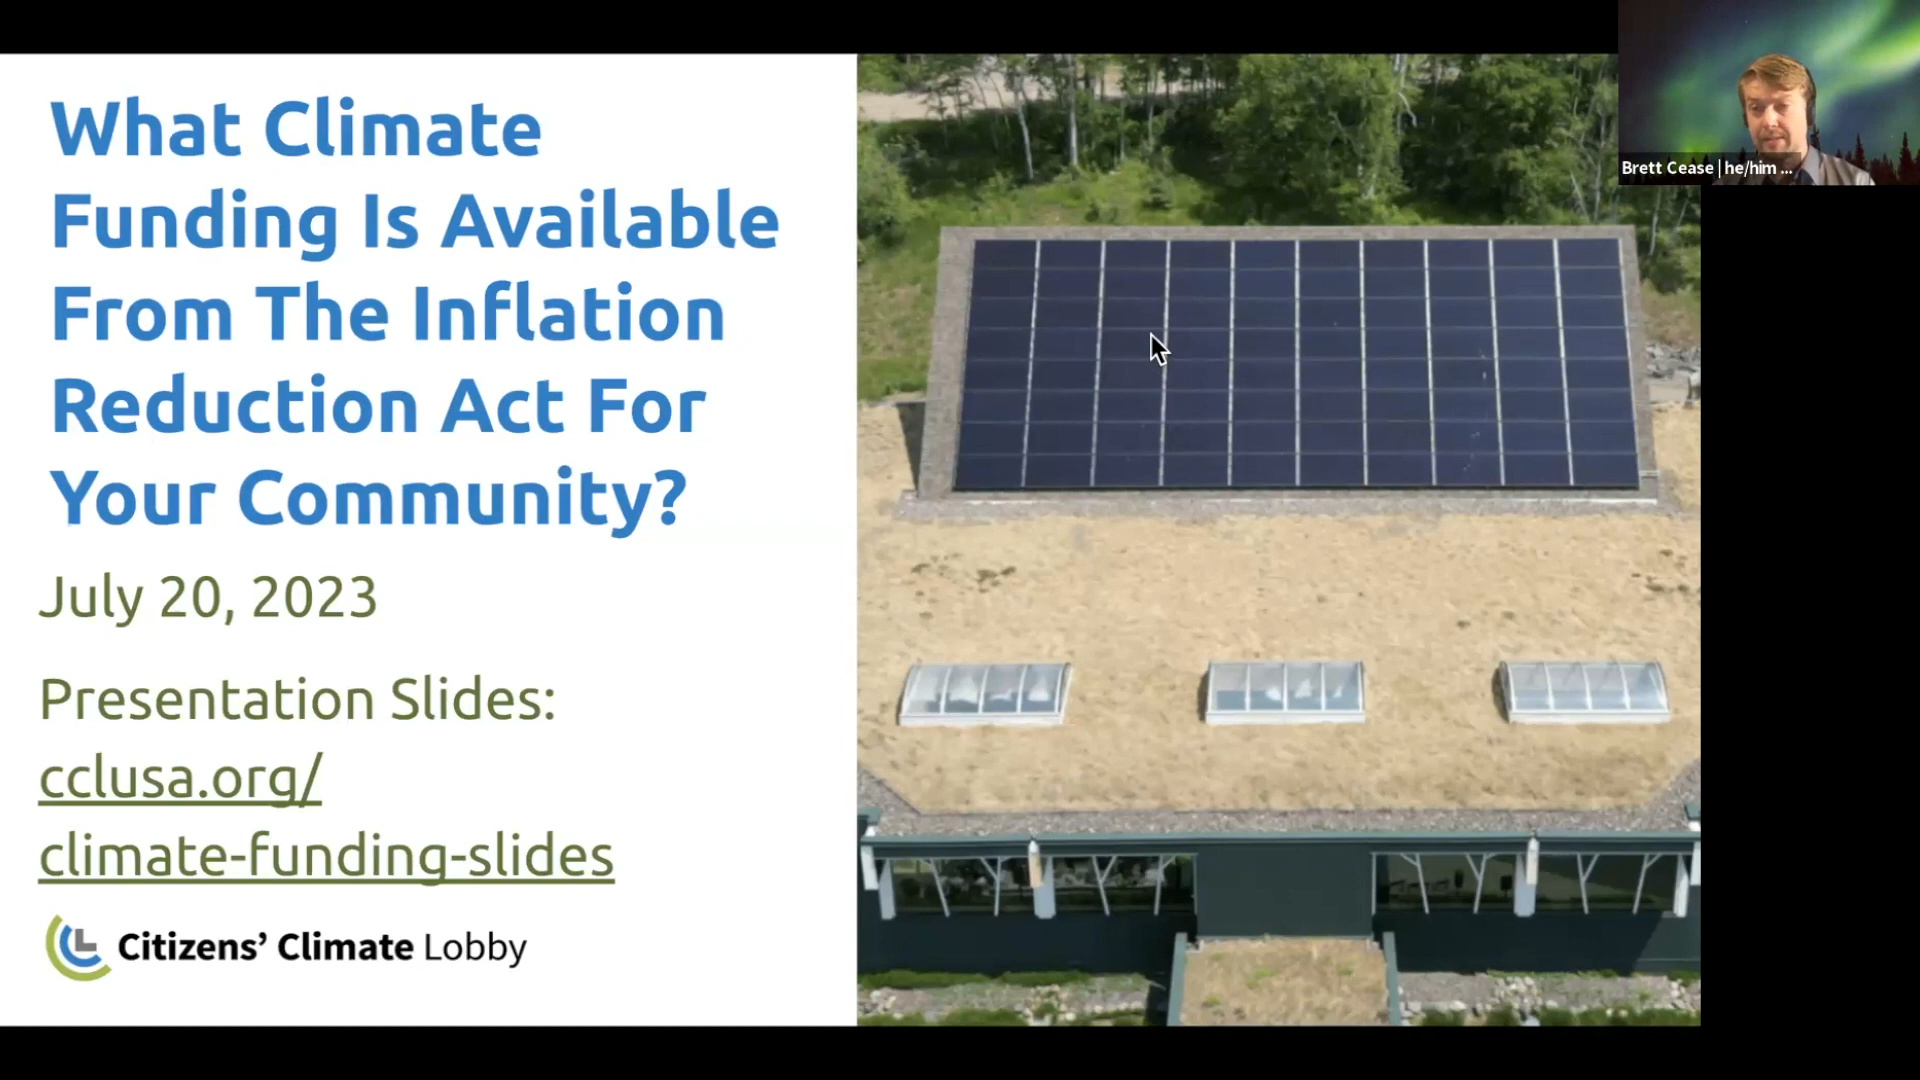 What Climate
Funding Is Available
From The Inflation
Reduction Act For
Your Community?
July 20, 2023
Presentation Slides:
cclusa.org/
climate-funding-slides
Citizens’ Climate Lobby
Brett Cease | he/him ...